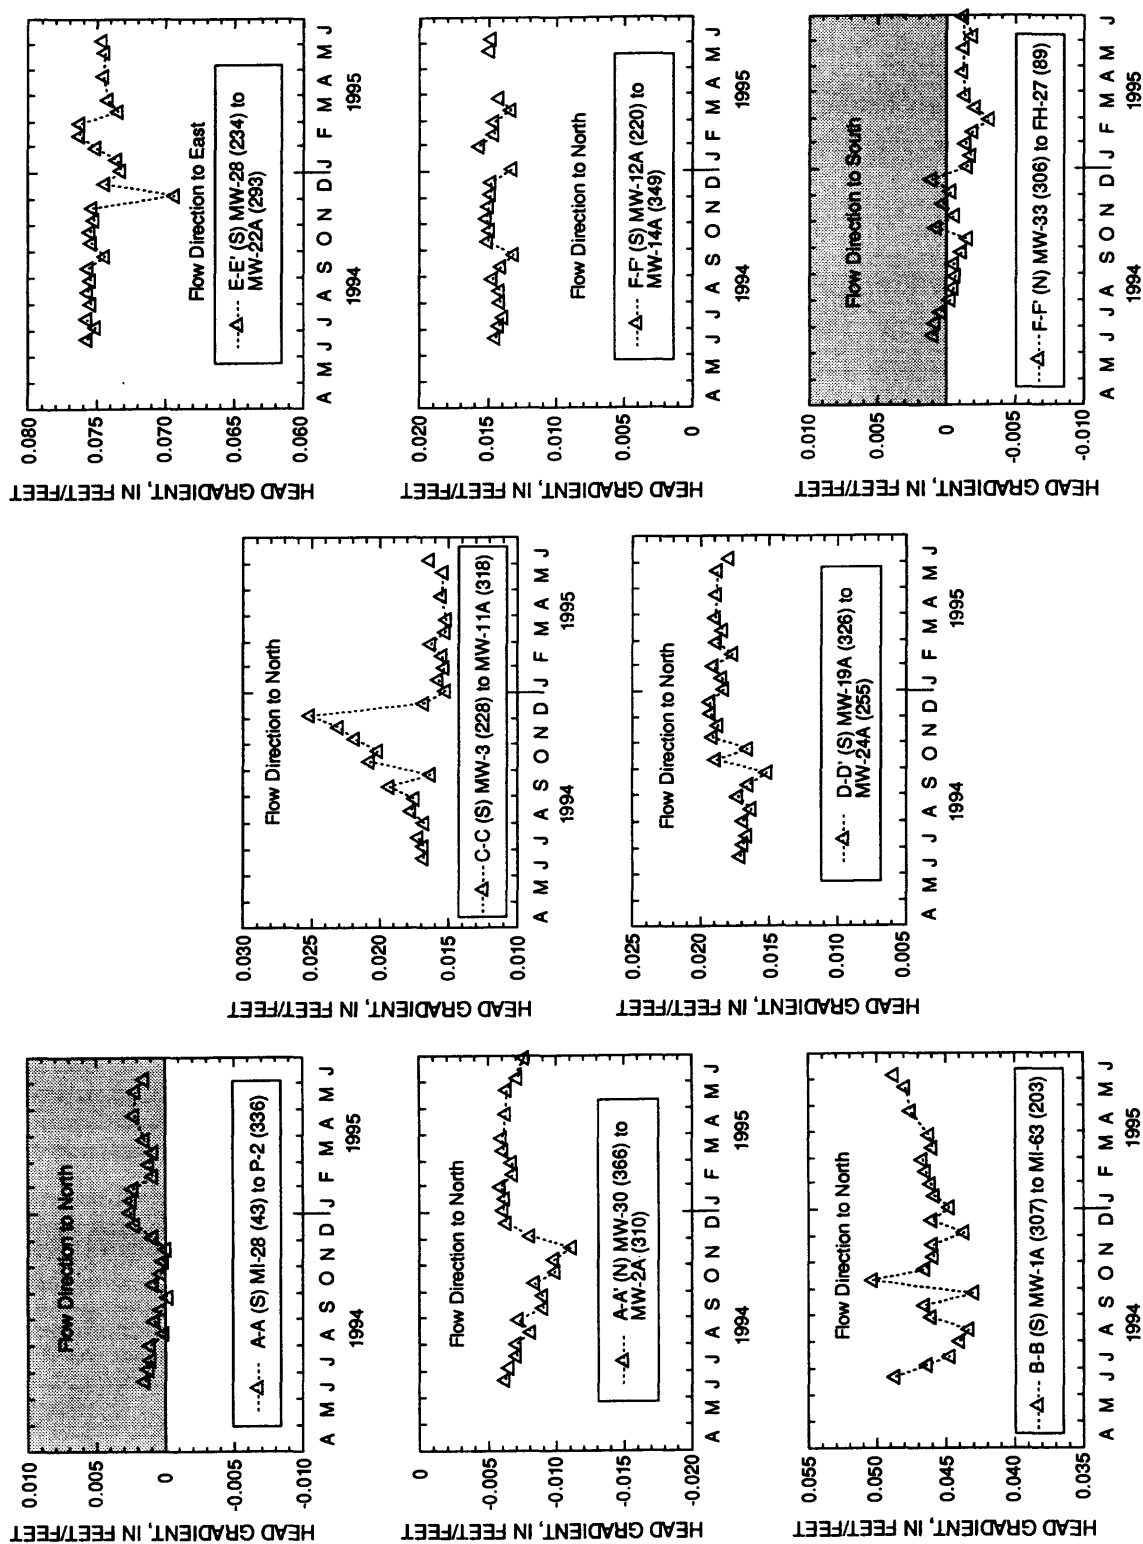 HEAD GRADIENT, IN FEET/FEET
0.010
0.005
0
-0.005
-0.010
Flow Direction to North
A-A (S) MI-28 (43) to P-2 (336)
A M J J A S O N D J F M A M J
1994 1995
HEAD GRADIENT, IN FEET/FEET
0.030
0.025
0.020
0.015
0.010
Flow Direction to North
C-C (S) MW-3 (228) to MW-11A (318)
A M J J A S O N D J F M A M J
1994 1995
HEAD GRADIENT, IN FEET/FEET
0.080
0.075
0.070
0.065
0.060
Flow Direction to East
E-E' (S) MW-28 (234) to
MW-22A (293)
A M J J A S O N D J F M A M J
1994 1995
HEAD GRADIENT, IN FEET/FEET
0
-0.005
-0.010
-0.015
-0.020
Flow Direction to North
A-A' (N) MW-30 (366) to
MW-2A (310)
A M J J A S O N D J F M A M J
1994 1995
HEAD GRADIENT, IN FEET/FEET
0.025
0.020
0.015
0.010
0.005
Flow Direction to North
D-D' (S) MW-19A (326) to
MW-24A (255)
A M J J A S O N D J F M A M J
1994 1995
HEAD GRADIENT, IN FEET/FEET
0.020
0.015
0.010
0.005
0
Flow Direction to North
F-F' (S) MW-12A (220) to
MW-14A (349)
A M J J A S O N D J F M A M J
1994 1995
HEAD GRADIENT, IN FEET/FEET
0.055
0.050
0.045
0.040
0.035
Flow Direction to North
B-B (S) MW-1A (307) to MI-63 (203)
A M J J A S O N D J F M A M J
1994 1995
HEAD GRADIENT, IN FEET/FEET
0.010
0.005
0
-0.005
-0.010
Flow Direction to South
F-F' (N) MW-33 (306) to FH-27 (89)
A M J J A S O N D J F M A M J
1994 1995